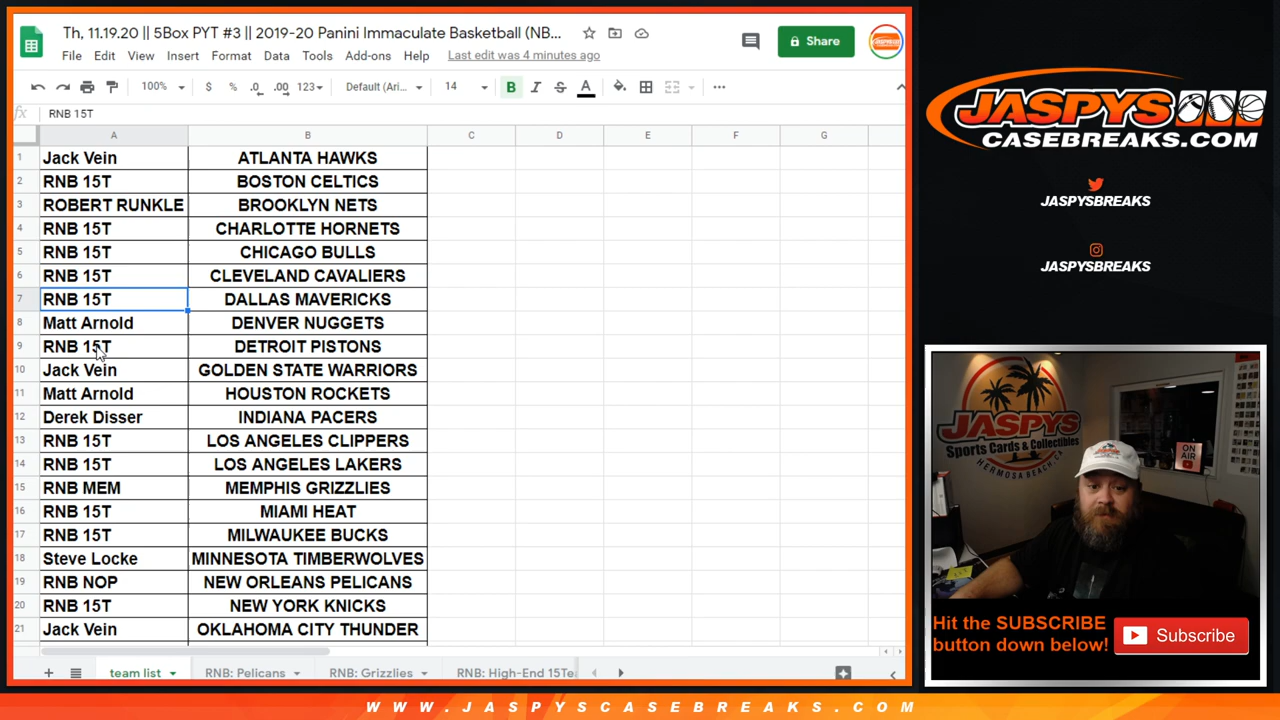 Th, 11.19.20 || 5Box PYT #3 || 2019-20 Panini Immaculate Basketball (NB...
File Edit View Insert Format Data Tools Add-ons Help Last edit was 4 minutes ago
Share
100% $ % .0 .00 123 Default (Ari... 14 B I S A
fx RNB 15T
A B C D E F G
1 Jack Vein ATLANTA HAWKS
2 RNB 15T BOSTON CELTICS
3 ROBERT RUNKLE BROOKLYN NETS
4 RNB 15T CHARLOTTE HORNETS
5 RNB 15T CHICAGO BULLS
6 RNB 15T CLEVELAND CAVALIERS
7 RNB 15T DALLAS MAVERICKS
8 Matt Arnold DENVER NUGGETS
9 RNB 15T DETROIT PISTONS
10 Jack Vein GOLDEN STATE WARRIORS
11 Matt Arnold HOUSTON ROCKETS
12 Derek Disser INDIANA PACERS
13 RNB 15T LOS ANGELES CLIPPERS
14 RNB 15T LOS ANGELES LAKERS
15 RNB MEM MEMPHIS GRIZZLIES
16 RNB 15T MIAMI HEAT
17 RNB 15T MILWAUKEE BUCKS
18 Steve Locke MINNESOTA TIMBERWOLVES
19 RNB NOP NEW ORLEANS PELICANS
20 RNB 15T NEW YORK KNICKS
21 Jack Vein OKLAHOMA CITY THUNDER
team list RNB: Pelicans RNB: Grizzlies RNB: High-End 15Te
JASPYS
CASEBREAKS.COM
JASPYSBREAKS
JASPYSBREAKS
JASPYS
Sports Cards & Collectibles
HERMOSA BEACH, CA
ON
AIR
Hit the SUBSCRIBE
button down below!
Subscribe
WWW.JASPYSCASEBREAKS.COM